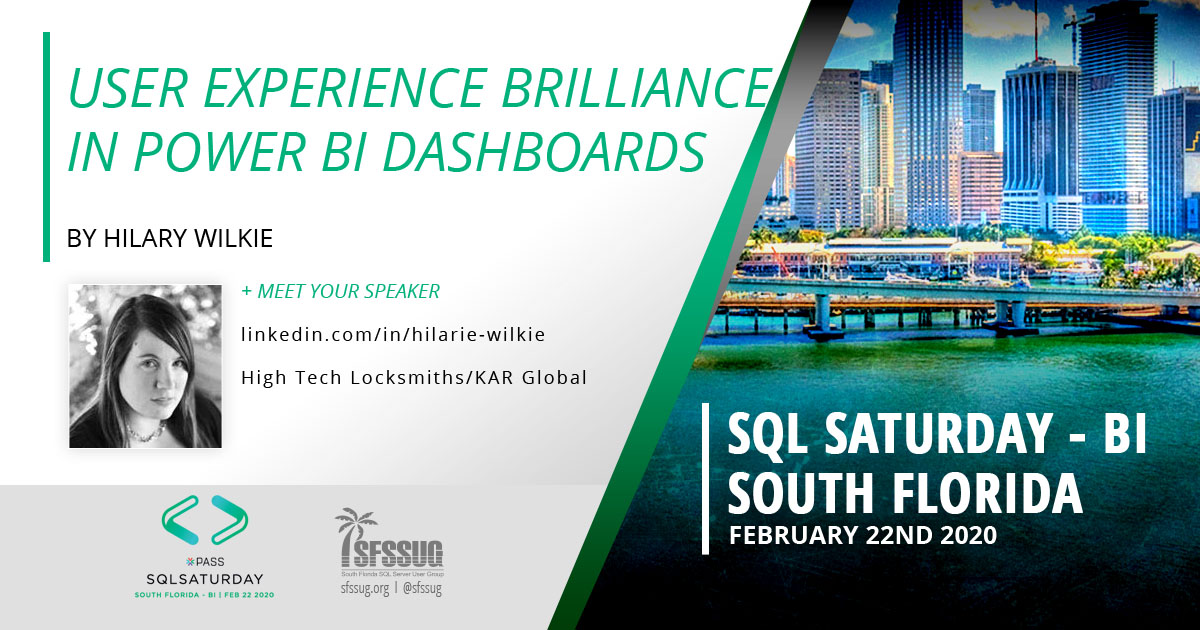 USER EXPERIENCE BRILLIANCE
IN POWER BI DASHBOARDS
BY HILARY WILKIE
+ MEET YOUR SPEAKER
linkedin.com/in/hilarie-wilkie
High Tech Locksmiths/KAR Global
SQL SATURDAY - BI
SOUTH FLORIDA
FEBRUARY 22ND 2020
PASS
SQLSATURDAY
SOUTH FLORIDA - BI | FEB 22 2020
SFSSUG
South Florida SQL Server User Group
sfssug.org | @sfssug